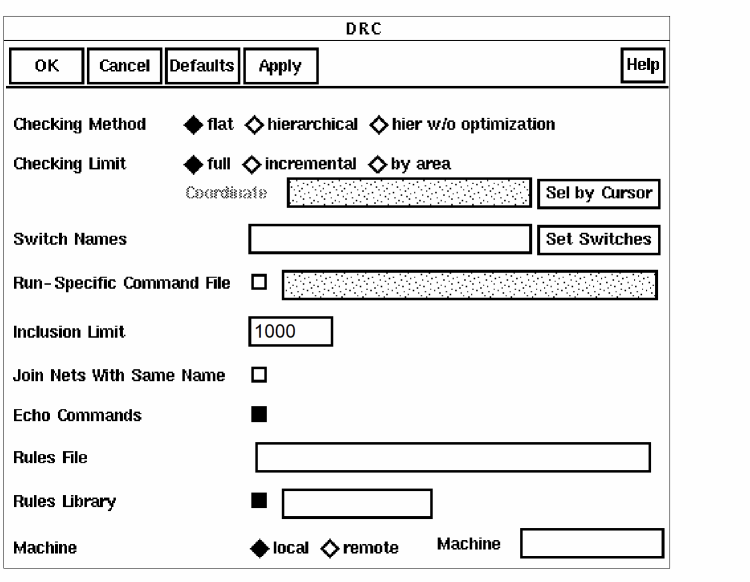 DRC
OK Cancel Defaults Apply Help
Checking Method flat hierarchical hier w/o optimization
Checking Limit full incremental by area
Coordinate Sel by Cursor
Switch Names Set Switches
Run-Specific Command File
Inclusion Limit 1000
Join Nets With Same Name
Echo Commands
Rules File
Rules Library
Machine local remote Machine